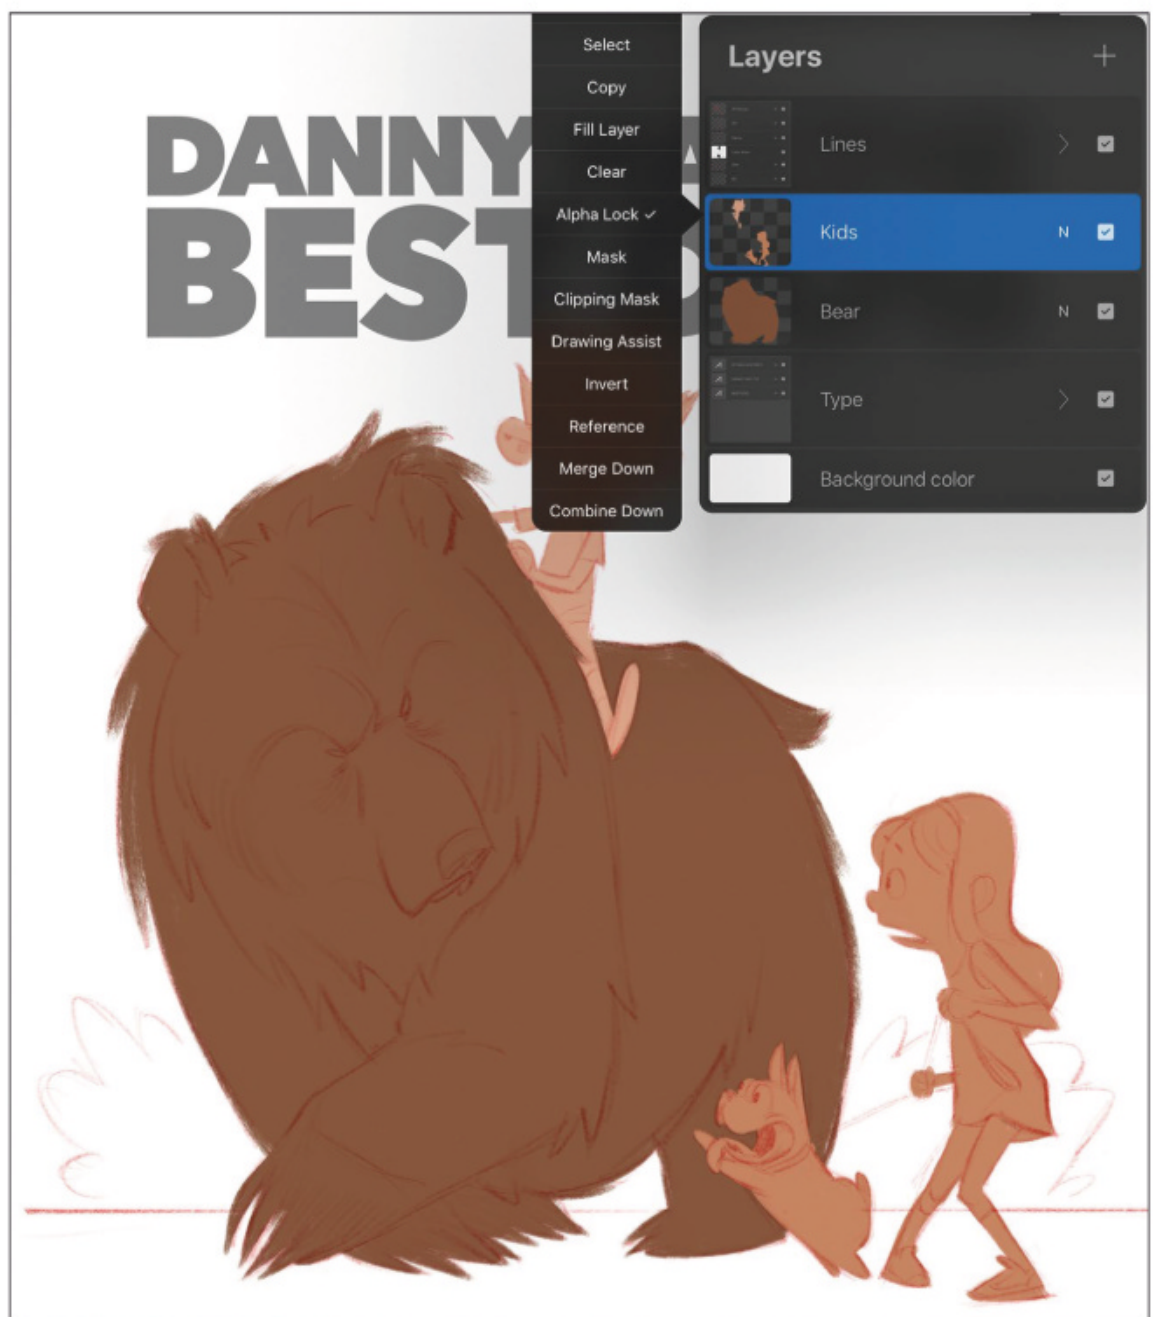 DANNY
BEST
Select
Copy
Fill Layer
Clear
Alpha Lock ✓
Mask
Clipping Mask
Drawing Assist
Invert
Reference
Merge Down
Combine Down
Layers
Lines
Kids N
Bear N
Type
Background color